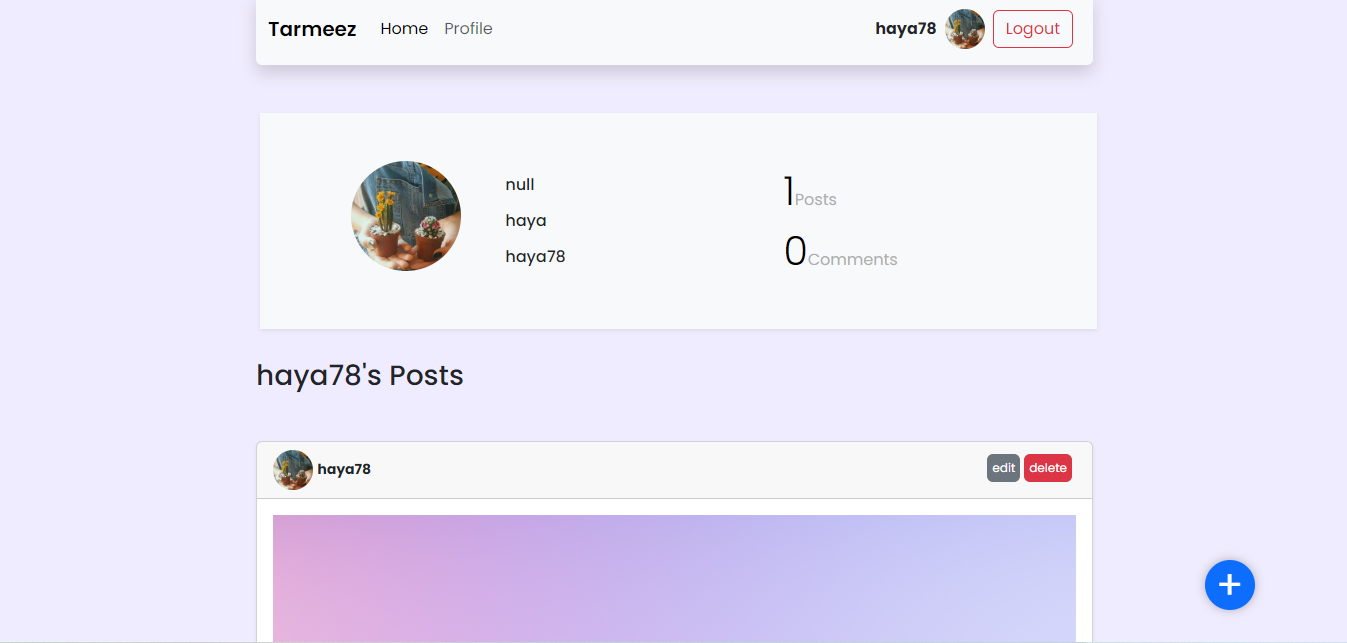 Tarmeez Home Profile haya78 Logout
null
haya
haya78
1Posts
0Comments
haya78's Posts
haya78 edit delete
+